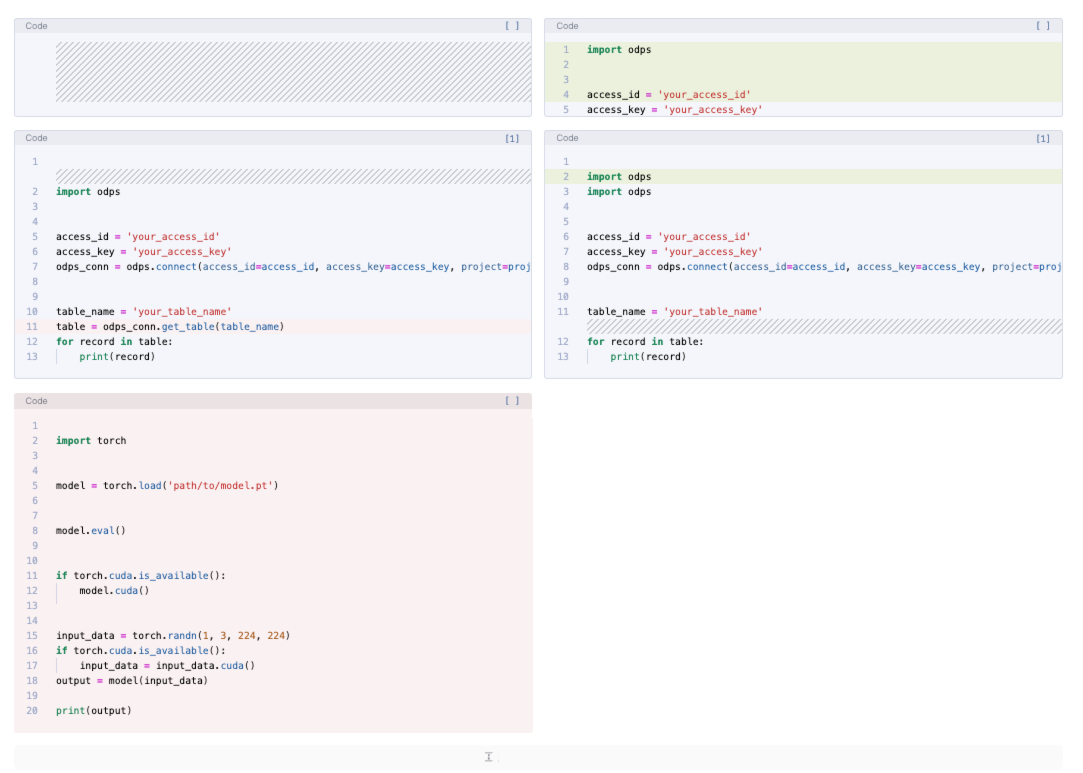 Code [ ]
Code [ ]
1 import odps
2
3
4 access_id = 'your_access_id'
5 access_key = 'your_access_key'
Code [1]
1
2 import odps
3
4
5 access_id = 'your_access_id'
6 access_key = 'your_access_key'
7 odps_conn = odps.connect(access_id=access_id, access_key=access_key, project=proj
8
9
10 table_name = 'your_table_name'
11 table = odps_conn.get_table(table_name)
12 for record in table:
13 print(record)
Code [1]
1
2 import odps
3 import odps
4
5
6 access_id = 'your_access_id'
7 access_key = 'your_access_key'
8 odps_conn = odps.connect(access_id=access_id, access_key=access_key, project=proj
9
10
11 table_name = 'your_table_name'
12 for record in table:
13 print(record)
Code [ ]
1
2 import torch
3
4
5 model = torch.load('path/to/model.pt')
6
7
8 model.eval()
9
10
11 if torch.cuda.is_available():
12 model.cuda()
13
14
15 input_data = torch.randn(1, 3, 224, 224)
16 if torch.cuda.is_available():
17 input_data = input_data.cuda()
18 output = model(input_data)
19
20 print(output)